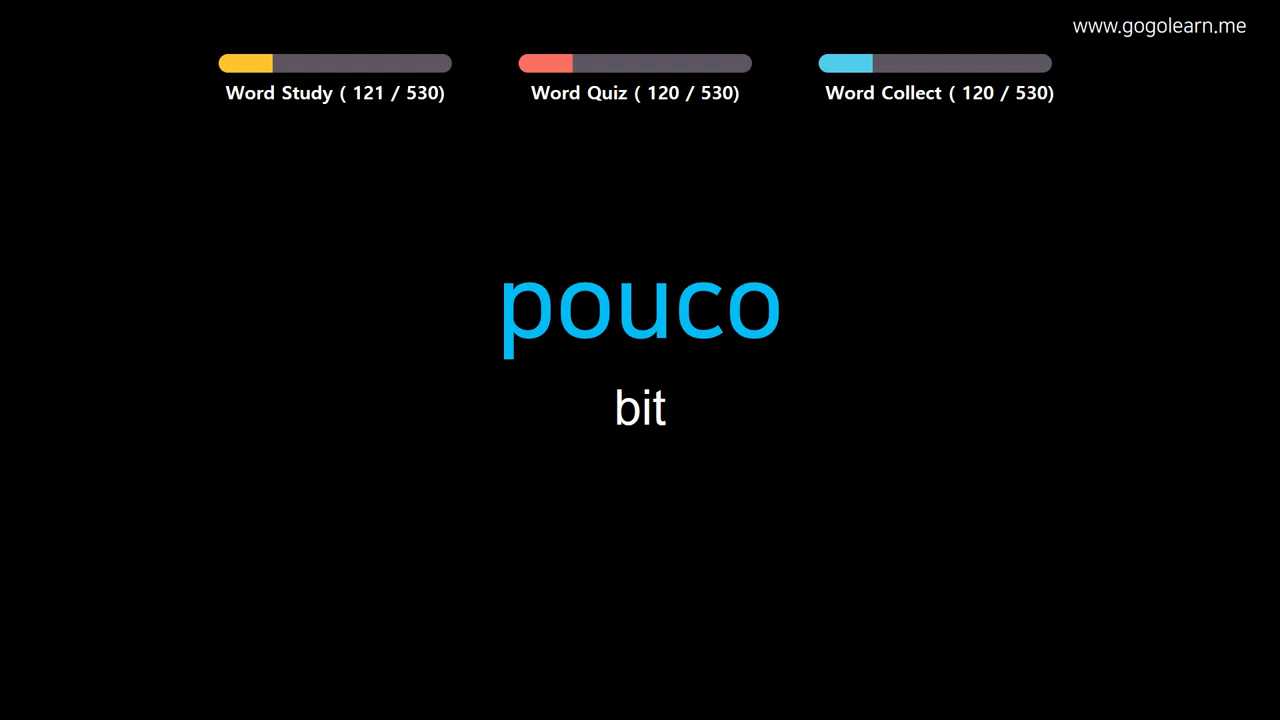 www.gogolearn.me
Word Study ( 121 / 530)
Word Quiz ( 120 / 530)
Word Collect ( 120 / 530)
pouco
bit